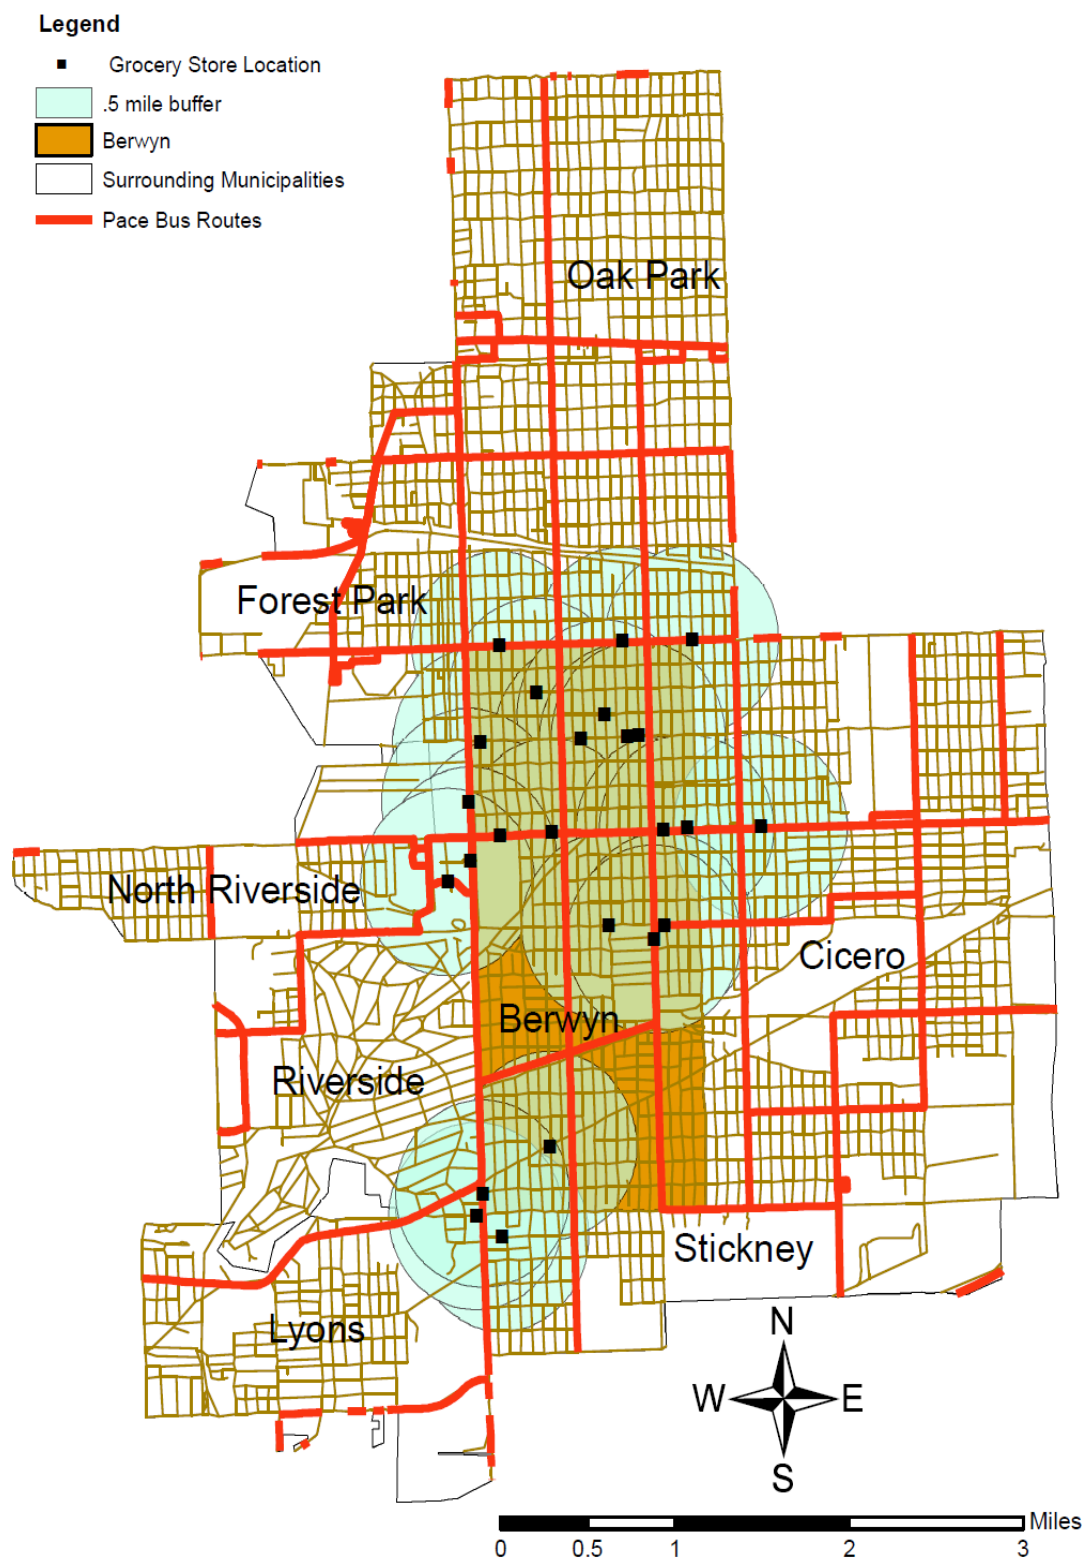 Legend
Grocery Store Location
.5 mile buffer
Berwyn
Surrounding Municipalities
Pace Bus Routes
Oak Park
Forest Park
North Riverside
Cicero
Berwyn
Riverside
Stickney
Lyons
N
W E
S
Miles
0 0.5 1 2 3